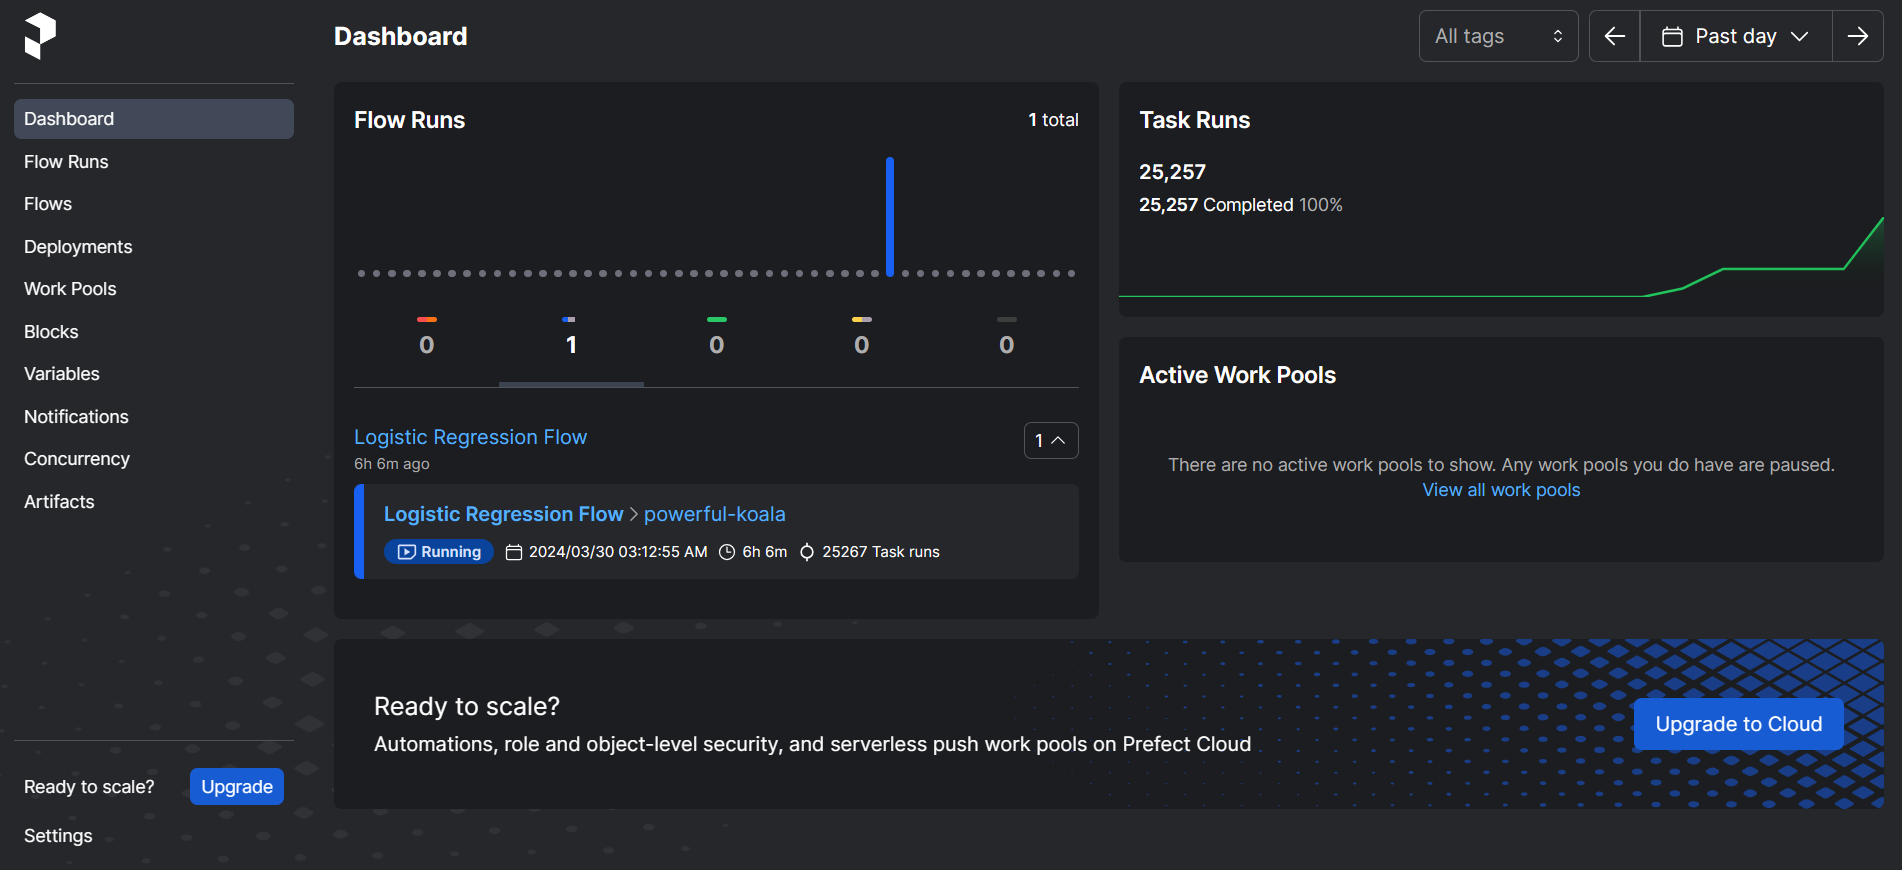 Dashboard
All tags
Past day
Dashboard
Flow Runs
Flows
Deployments
Work Pools
Blocks
Variables
Notifications
Concurrency
Artifacts
Ready to scale?
Upgrade
Settings
Flow Runs
1 total
0
1
0
0
0
Logistic Regression Flow
1
6h 6m ago
Logistic Regression Flow > powerful-koala
Running 2024/03/30 03:12:55 AM 6h 6m 25267 Task runs
Task Runs
25,257
25,257 Completed 100%
Active Work Pools
There are no active work pools to show. Any work pools you do have are paused.
View all work pools
Ready to scale?
Automations, role and object-level security, and serverless push work pools on Prefect Cloud
Upgrade to Cloud